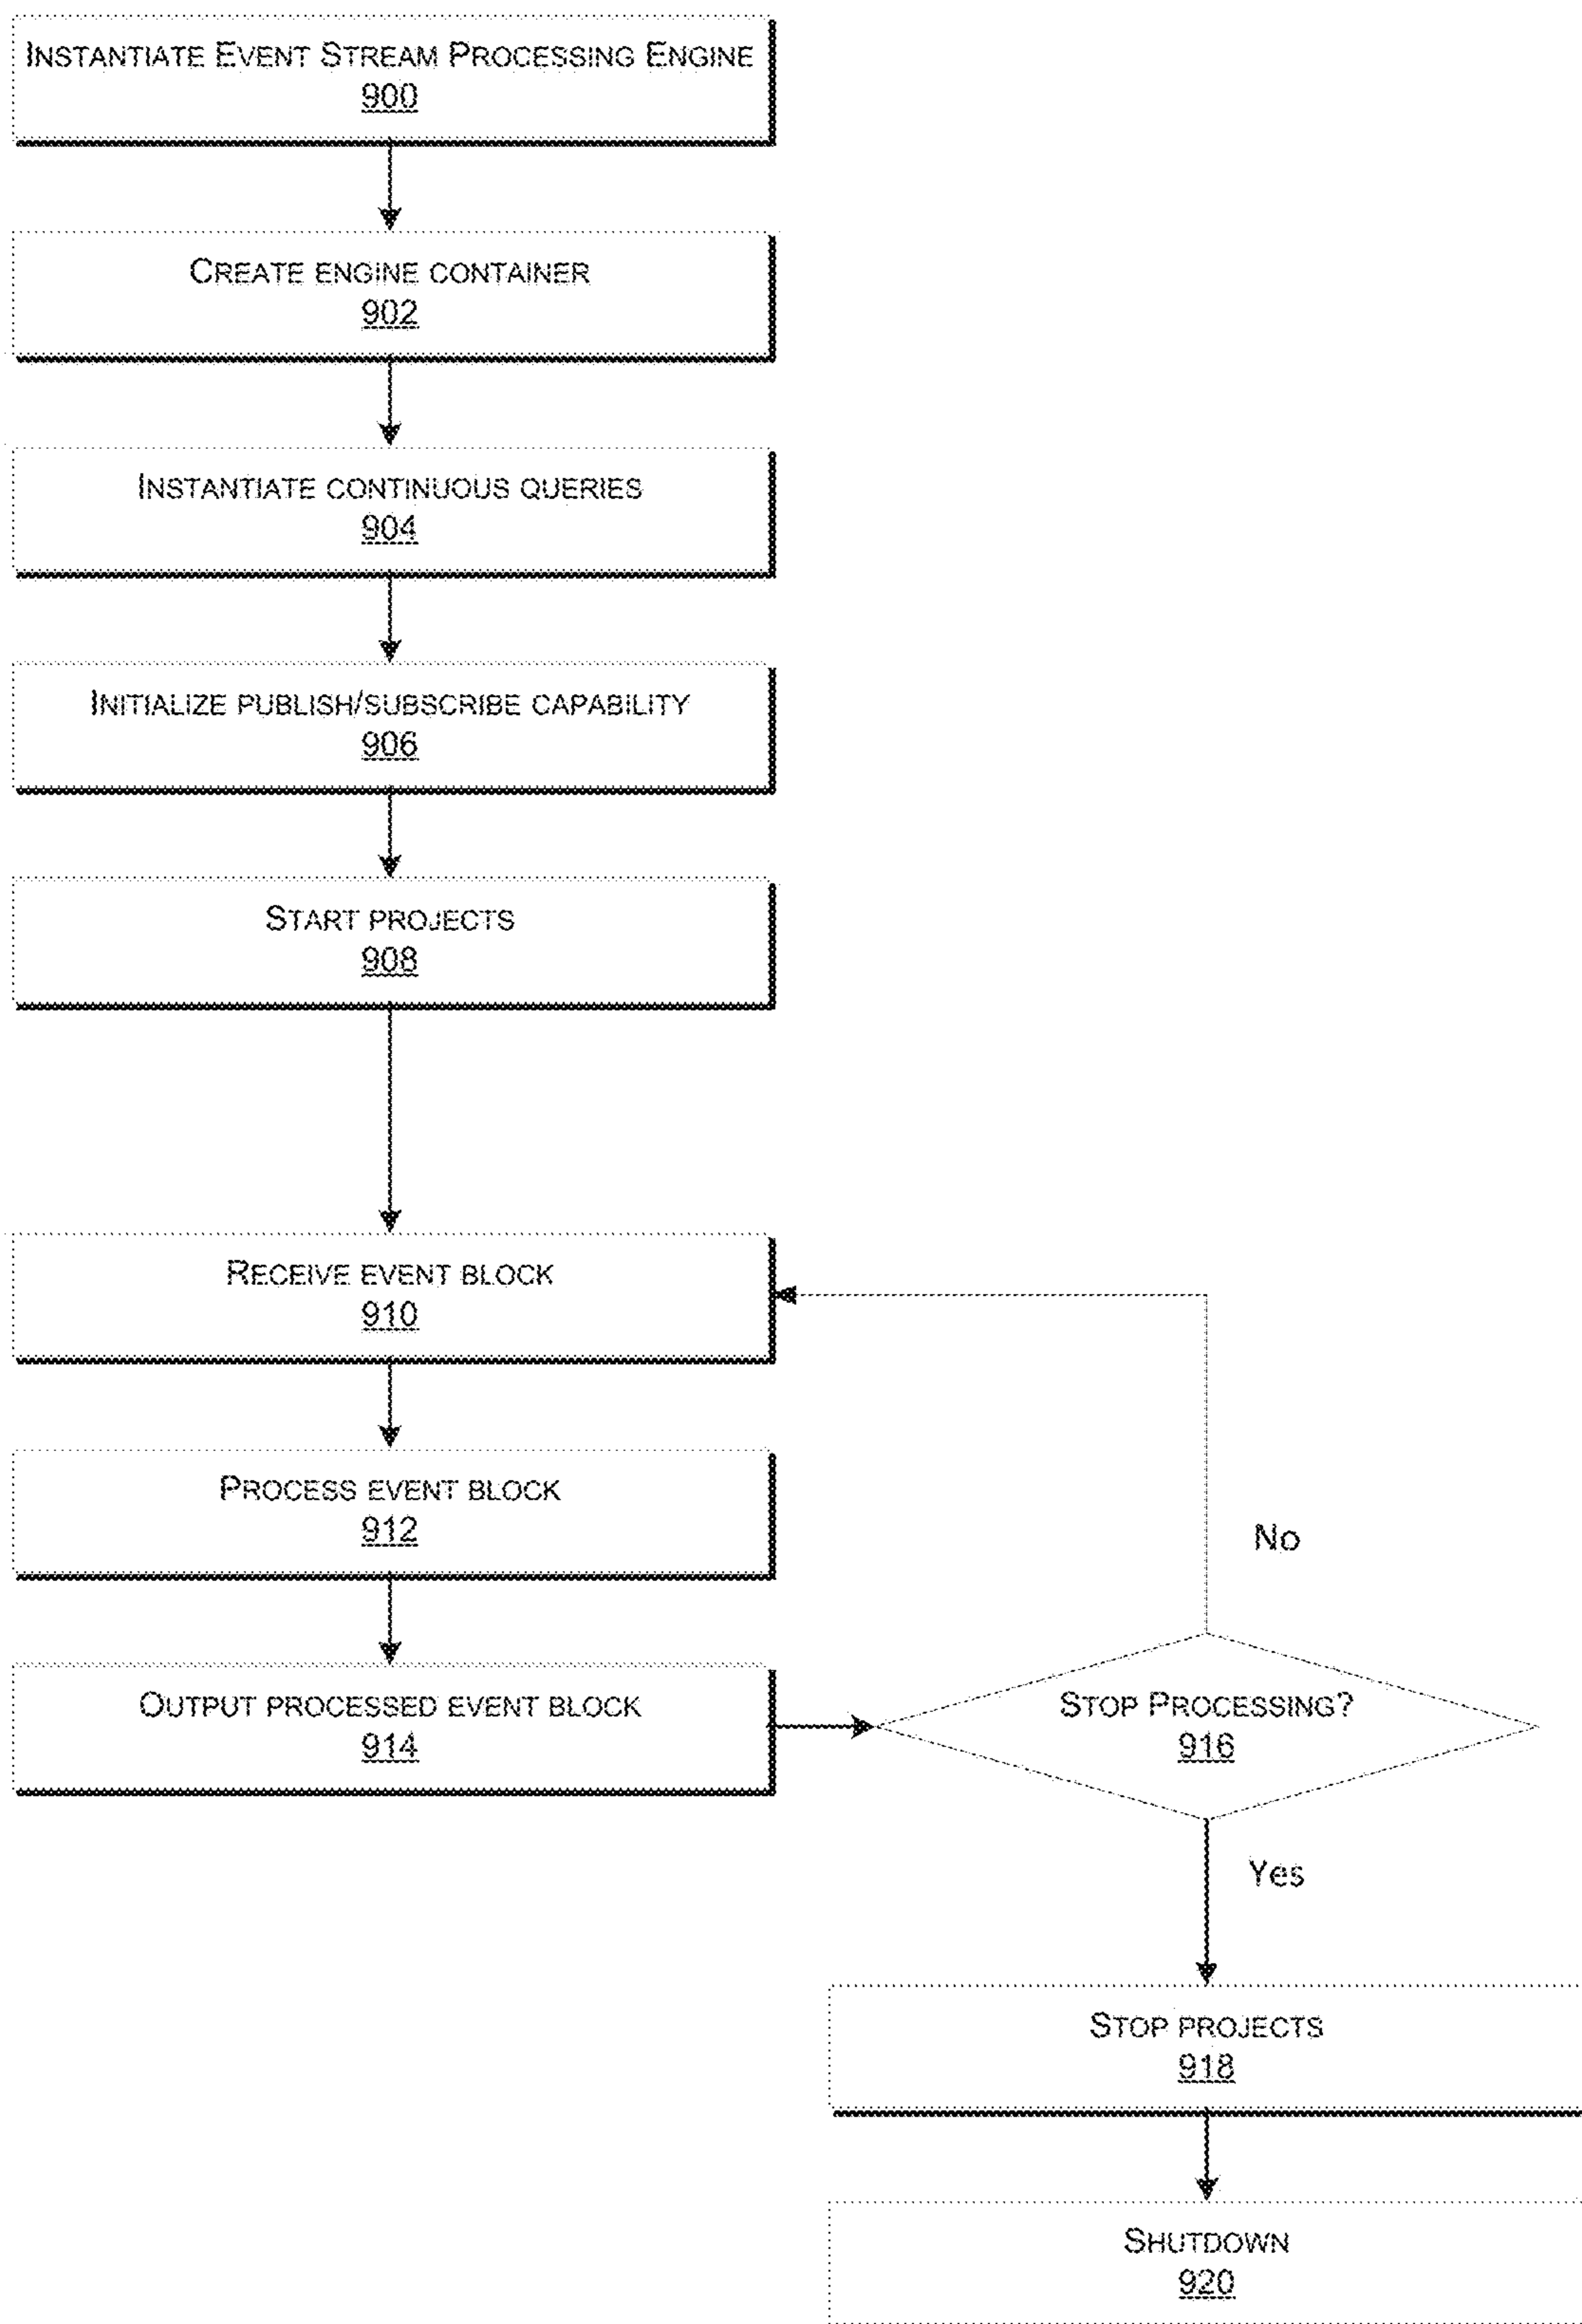 INSTANTIATE EVENT STREAM PROCESSING ENGINE
900
CREATE ENGINE CONTAINER
902
INSTANTIATE CONTINUOUS QUERIES
904
INITIALIZE PUBLISH/SUBSCRIBE CAPABILITY
906
START PROJECTS
908
RECEIVE EVENT BLOCK
910
PROCESS EVENT BLOCK
912
No
OUTPUT PROCESSED EVENT BLOCK
914
STOP PROCESSING?
916
Yes
STOP PROJECTS
918
SHUTDOWN
920